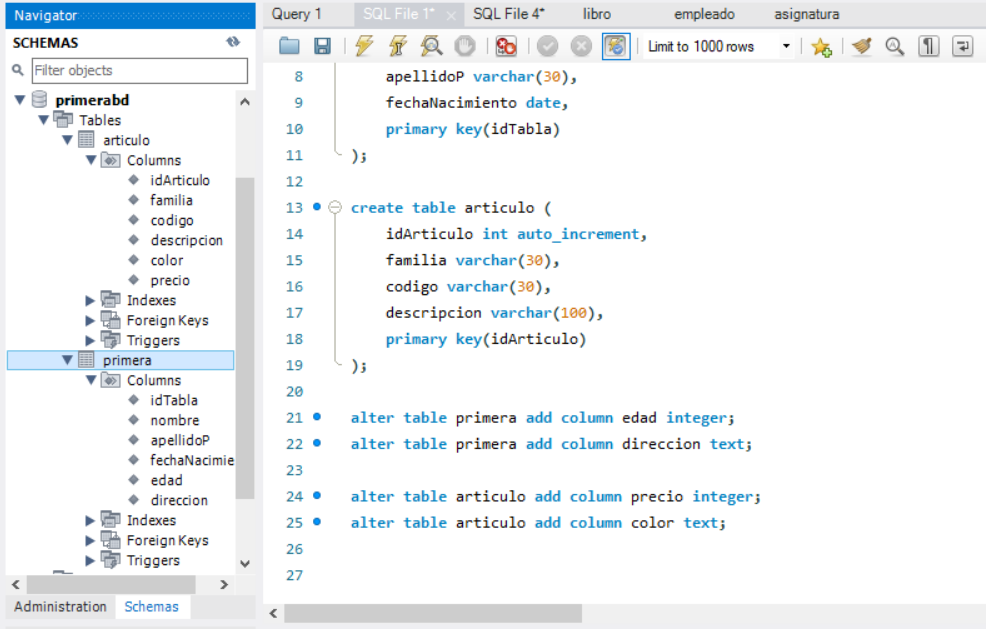 Navigator
SCHEMAS
Filter objects
primerabd
Tables
articulo
Columns
idArticulo
familia
codigo
descripcion
color
precio
Indexes
Foreign Keys
Triggers
primera
Columns
idTabla
nombre
apellidoP
fechaNacimie
edad
direccion
Indexes
Foreign Keys
Triggers
Administration Schemas
Query 1 SQL File 1* × SQL File 4* libro empleado asignatura
Limit to 1000 rows
8 apellidoP varchar(30),
9 fechaNacimiento date,
10 primary key(idTabla)
11 );
12
13 create table articulo (
14 idArticulo int auto_increment,
15 familia varchar(30),
16 codigo varchar(30),
17 descripcion varchar(100),
18 primary key(idArticulo)
19 );
20
21 alter table primera add column edad integer;
22 alter table primera add column direccion text;
23
24 alter table articulo add column precio integer;
25 alter table articulo add column color text;
26
27